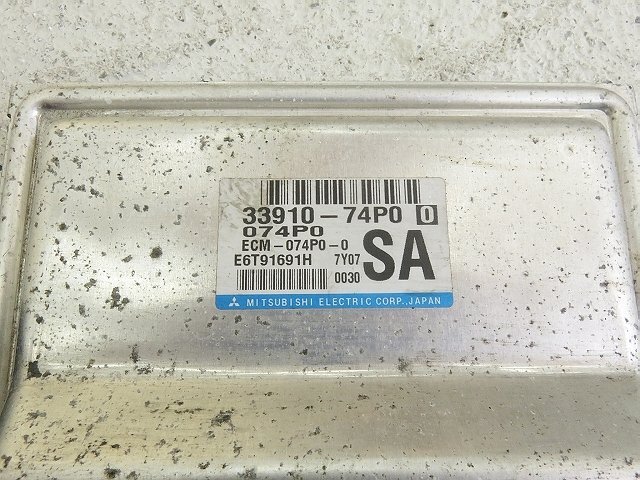 33910-74P0 0
074P0
ECM-074P0-0
E6T91691H 7Y07
0030
SA
MITSUBISHI ELECTRIC CORP., JAPAN